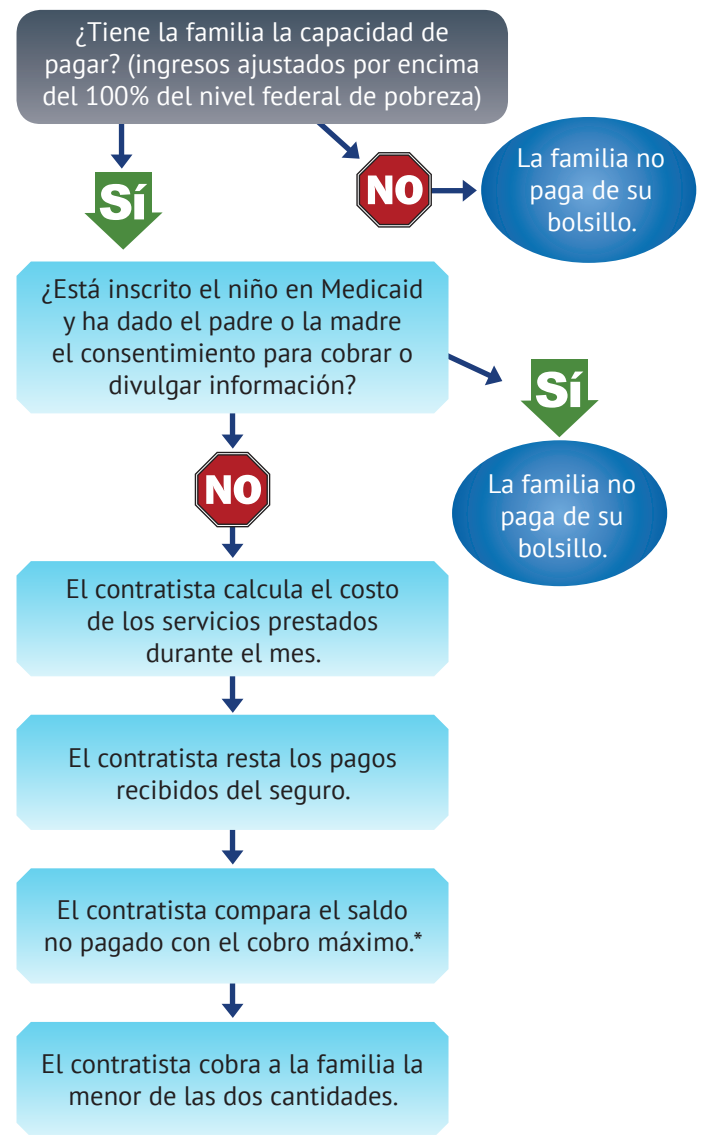 ¿Tiene la familia la capacidad de
pagar? (ingresos ajustados por encima
del 100% del nivel federal de pobreza)
Sí
NO
La familia no
paga de su
bolsillo.
¿Está inscrito el niño en Medicaid
y ha dado el padre o la madre
el consentimiento para cobrar o
divulgar información?
Sí
La familia no
paga de su
bolsillo.
NO
El contratista calcula el costo
de los servicios prestados
durante el mes.
El contratista resta los pagos
recibidos del seguro.
El contratista compara el saldo
no pagado con el cobro máximo.*
El contratista cobra a la familia la
menor de las dos cantidades.